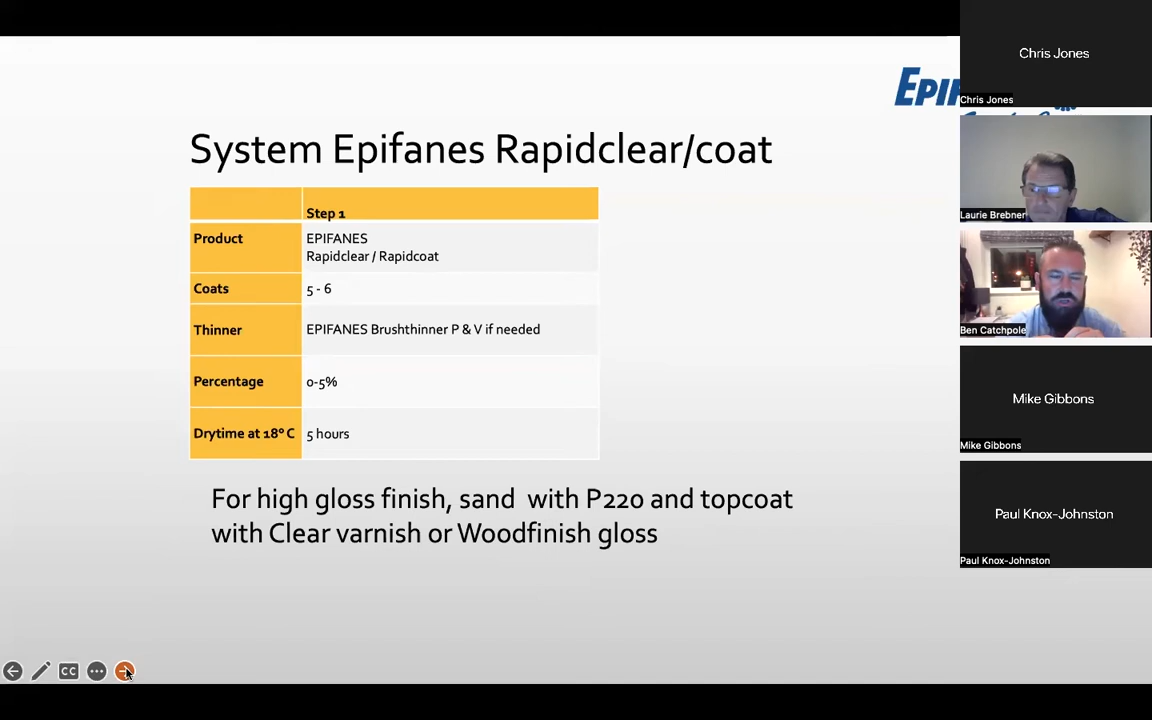 EPIF
System Epifanes Rapidclear/coat
Step 1
Product
EPIFANES
Rapidclear / Rapidcoat
Coats
5 - 6
Thinner
EPIFANES Brushthinner P & V if needed
Percentage
0-5%
Drytime at 18° C
5 hours
For high gloss finish, sand with P220 and topcoat
with Clear varnish or Woodfinish gloss
CC
Chris Jones
Chris Jones
Laurie Brebner
Ben Catchpole
Mike Gibbons
Mike Gibbons
Paul Knox-Johnston
Paul Knox-Johnston